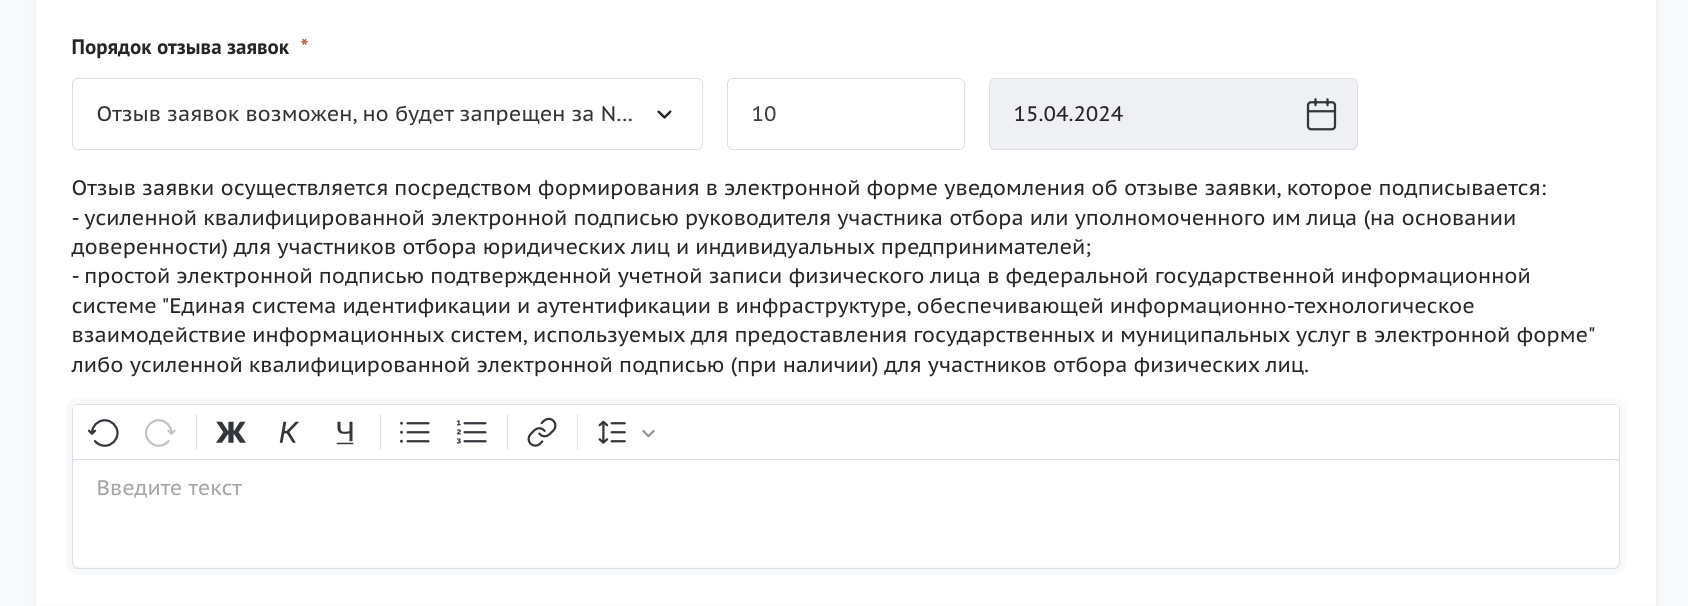 Порядок отзыва заявок *
Отзыв заявок возможен, но будет запрещен за N... 10 15.04.2024
Отзыв заявки осуществляется посредством формирования в электронной форме уведомления об отзыве заявки, которое подписывается:
- усиленной квалифицированной электронной подписью руководителя участника отбора или уполномоченного им лица (на основании
доверенности) для участников отбора юридических лиц и индивидуальных предпринимателей;
- простой электронной подписью подтвержденной учетной записи физического лица в федеральной государственной информационной
системе "Единая система идентификации и аутентификации в инфраструктуре, обеспечивающей информационно-технологическое
взаимодействие информационных систем, используемых для предоставления государственных и муниципальных услуг в электронной форме"
либо усиленной квалифицированной электронной подписью (при наличии) для участников отбора физических лиц.
Ж К Ч
Введите текст